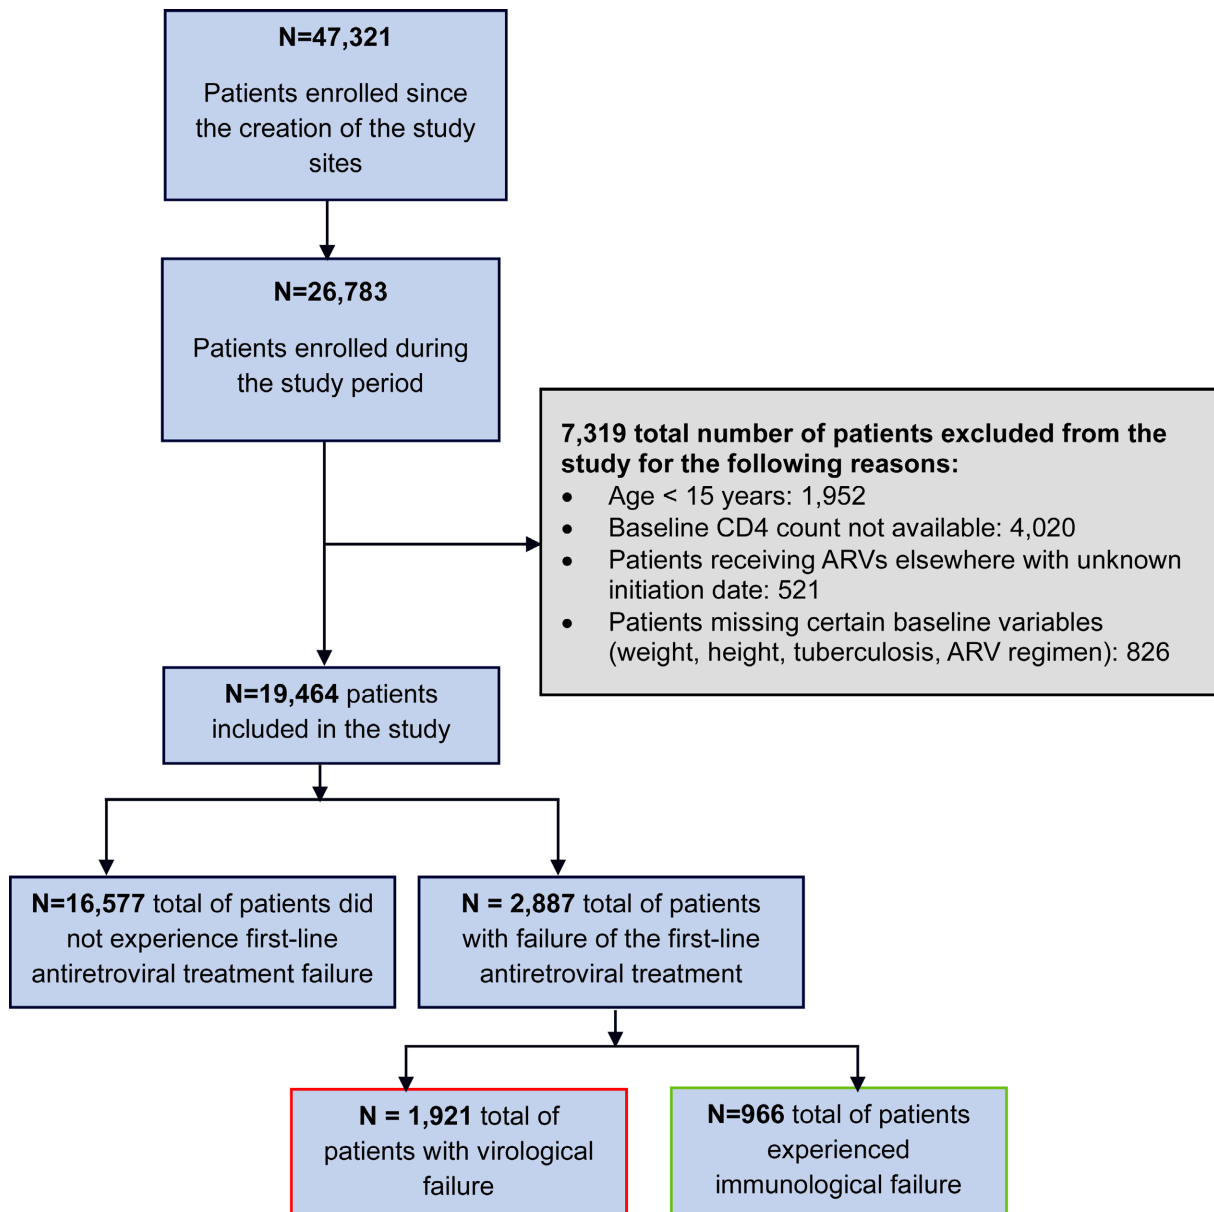 N=47,321
Patients enrolled since
the creation of the study
sites
N=26,783
Patients enrolled during
the study period
7,319 total number of patients excluded from the
study for the following reasons:
• Age < 15 years: 1,952
• Baseline CD4 count not available: 4,020
• Patients receiving ARVs elsewhere with unknown
initiation date: 521
• Patients missing certain baseline variables
(weight, height, tuberculosis, ARV regimen): 826
N=19,464 patients
included in the study
N=16,577 total of patients did
not experience first-line
antiretroviral treatment failure
N = 2,887 total of patients
with failure of the first-line
antiretroviral treatment
N = 1,921 total of
patients with virological
failure
N=966 total of patients
experienced
immunological failure